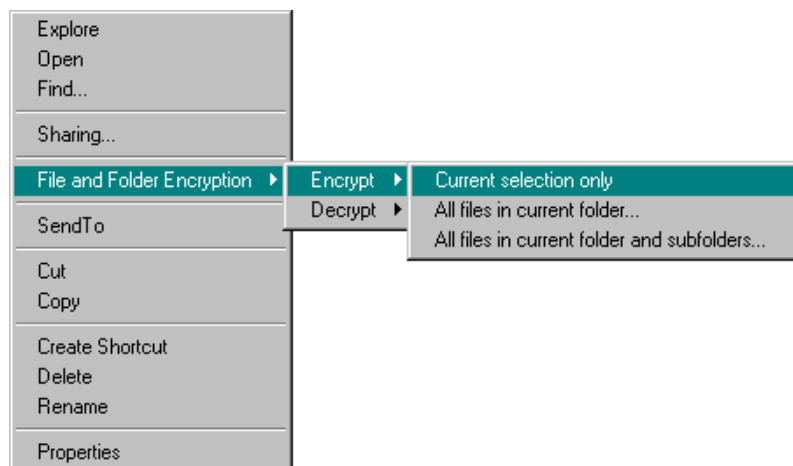 Explore
Open
Find...
Sharing...
File and Folder Encryption
Encrypt
Current selection only
Decrypt
All files in current folder...
All files in current folder and subfolders...
SendTo
Cut
Copy
Create Shortcut
Delete
Rename
Properties